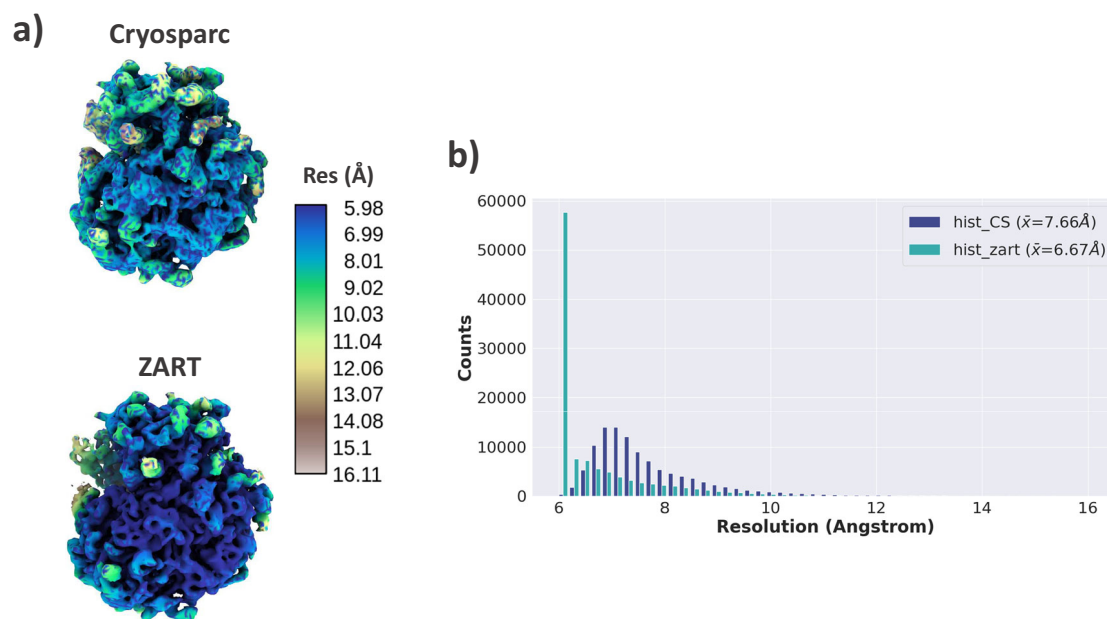 a)
Cryosparc
Res (Å)
5.98
6.99
8.01
9.02
10.03
11.04
12.06
13.07
14.08
15.1
16.11
ZART
b)
60000
50000
40000
30000
20000
10000
0
Counts
hist_CS (x̄=7.66Å)
hist_zart (x̄=6.67Å)
6 8 10 12 14 16
Resolution (Angstrom)